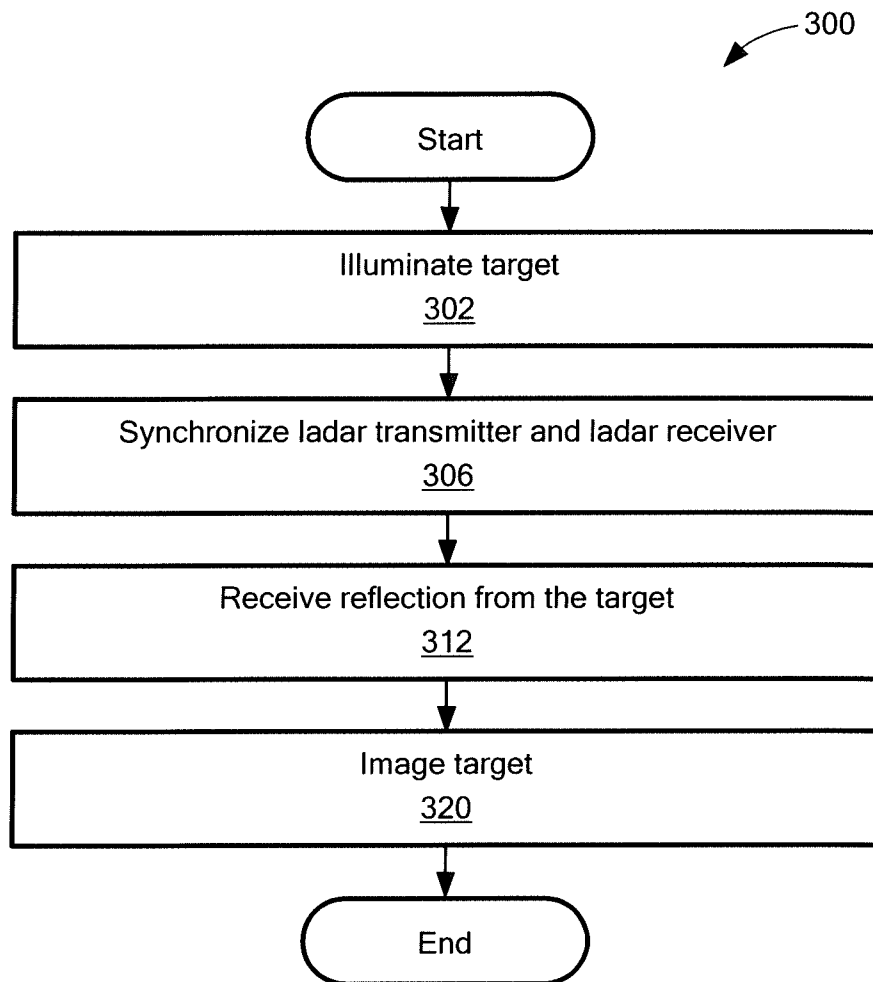 300
Start
Illuminate target
302
Synchronize ladar transmitter and ladar receiver
306
Receive reflection from the target
312
Image target
320
End